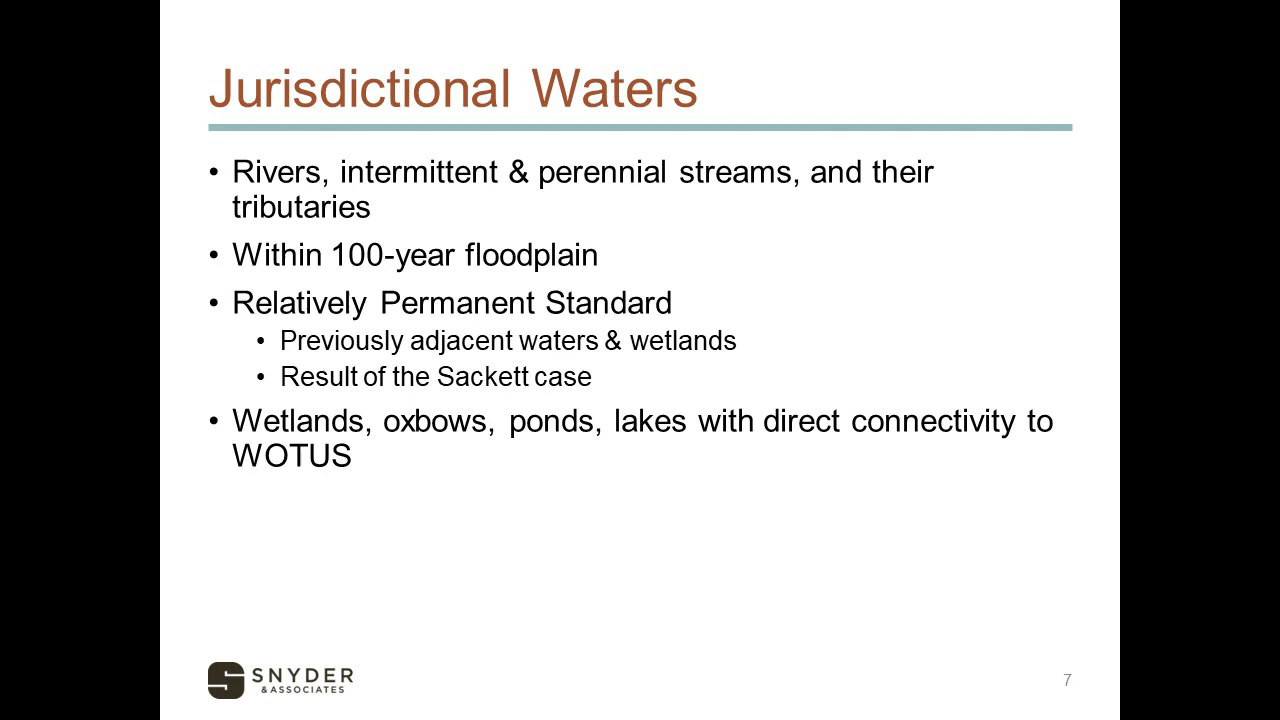 Jurisdictional Waters
• Rivers, intermittent & perennial streams, and their
tributaries
• Within 100-year floodplain
• Relatively Permanent Standard
• Previously adjacent waters & wetlands
• Result of the Sackett case
• Wetlands, oxbows, ponds, lakes with direct connectivity to
WOTUS
SNYDER
& ASSOCIATES
7